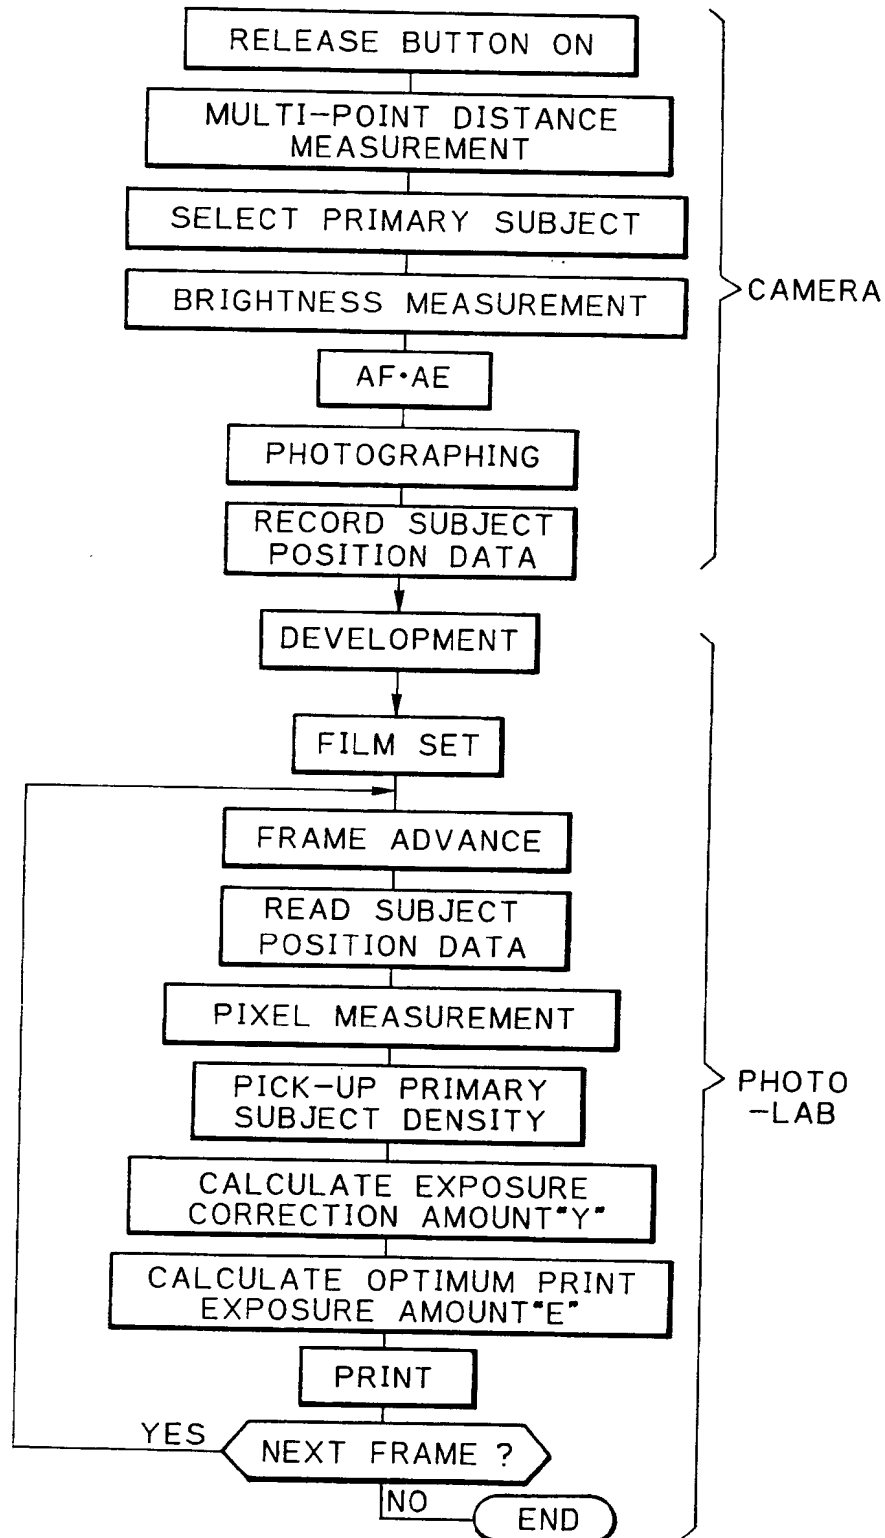 RELEASE BUTTON ON
MULTI-POINT DISTANCE
MEASUREMENT
SELECT PRIMARY SUBJECT
BRIGHTNESS MEASUREMENT
CAMERA
AF·AE
PHOTOGRAPHING
RECORD SUBJECT
POSITION DATA
DEVELOPMENT
FILM SET
FRAME ADVANCE
READ SUBJECT
POSITION DATA
PIXEL MEASUREMENT
PICK-UP PRIMARY
SUBJECT DENSITY
PHOTO
-LAB
CALCULATE EXPOSURE
CORRECTION AMOUNT"Y"
CALCULATE OPTIMUM PRINT
EXPOSURE AMOUNT"E"
PRINT
YES
NEXT FRAME ?
NO
END